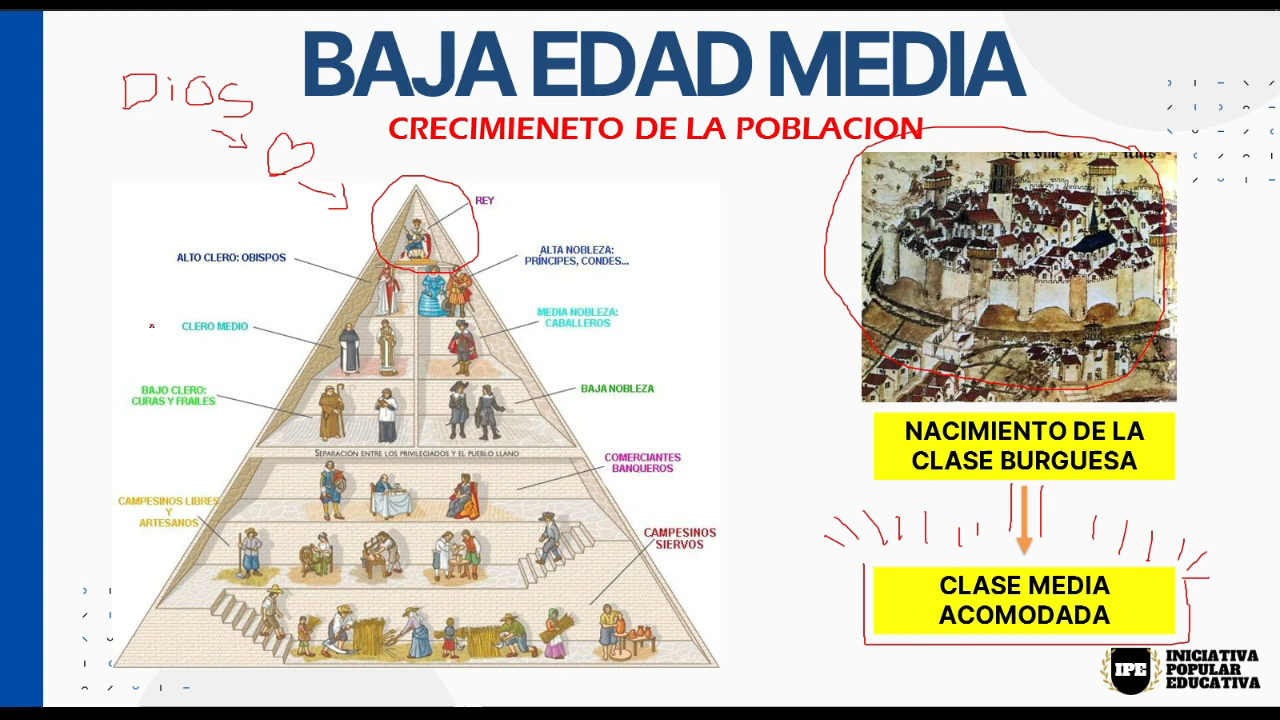 BAJA EDAD MEDIA
DiOS
CRECIMIENETO DE LA POBLACION
REY
ALTO CLERO: OBISPOS
ALTA NOBLEZA:
PRÍNCIPES, CONDES...
CLERO MEDIO
MEDIA NOBLEZA:
CABALLEROS
BAJO CLERO:
CURAS Y FRAILES
BAJA NOBLEZA
SEPARACIÓN ENTRE LOS PRIVILEGIADOS Y EL PUEBLO LLANO
COMERCIANTES
BANQUEROS
CAMPESINOS LIBRES
Y
ARTESANOS
CAMPESINOS
SIERVOS
NACIMIENTO DE LA
CLASE BURGUESA
CLASE MEDIA
ACOMODADA
IPE
INICIATIVA
POPULAR
EDUCATIVA